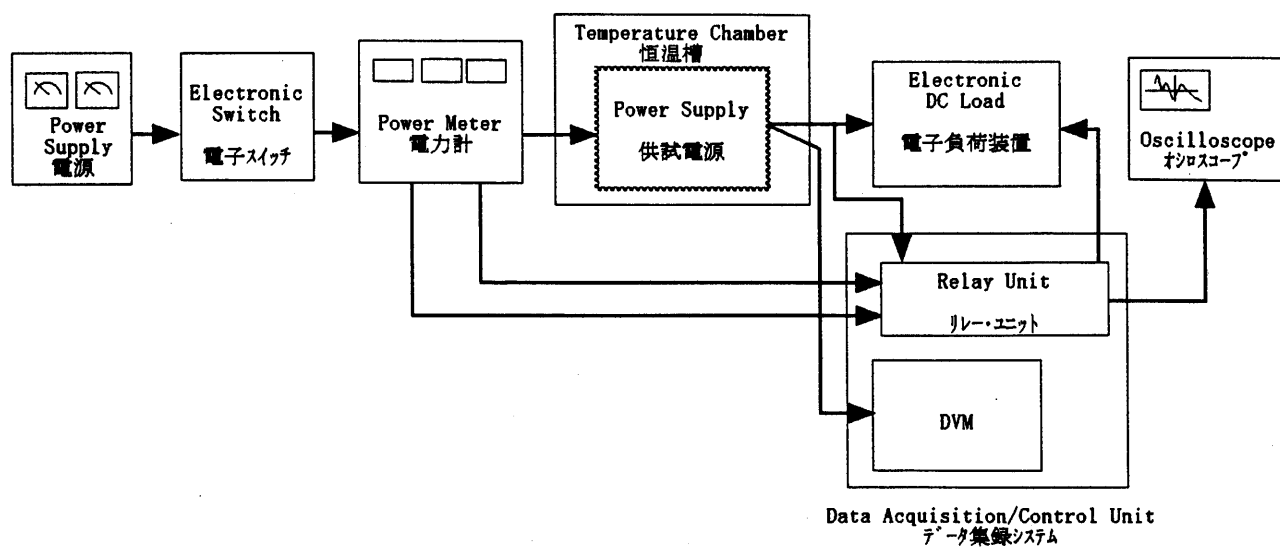 Power
Supply
電源
Electronic
Switch
電子スイッチ
Power Meter
電力計
Temperature Chamber
恒温槽
Power Supply
供試電源
Electronic
DC Load
電子負荷装置
Oscilloscope
オシロスコープ
Relay Unit
リレー・ユニット
DVM
Data Acquisition/Control Unit
データ集録システム